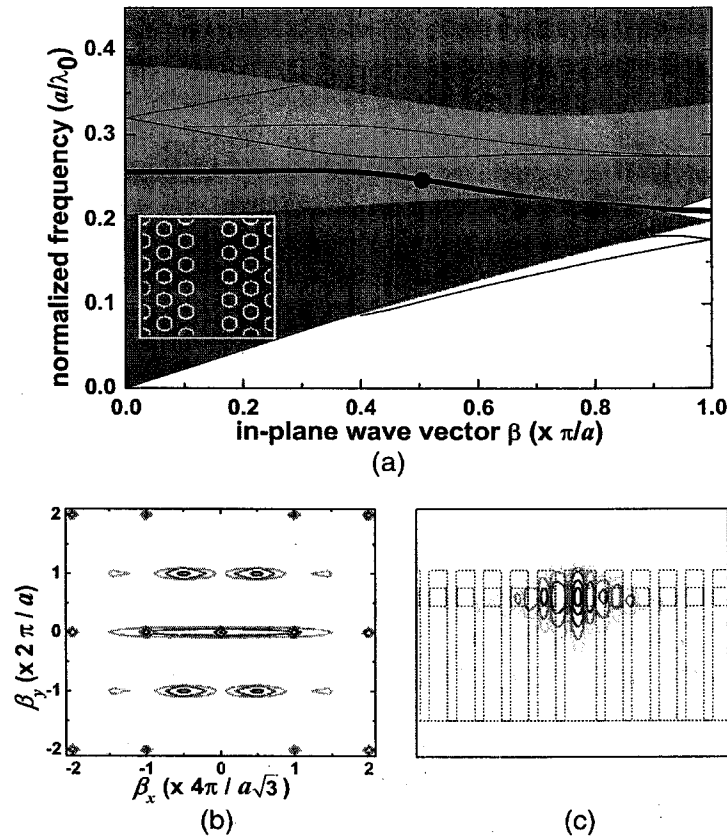 0.4
0.3
0.2
0.1
0.0
normalized frequency (a/λ0)
0.0 0.2 0.4 0.6 0.8 1.0
in-plane wave vector β (x π/a)
(a)
2
1
0
-1
-2
βy (x 2 π / a)
-2 -1 0 1 2
βx (x 4π / a√3)
(b)
(c)